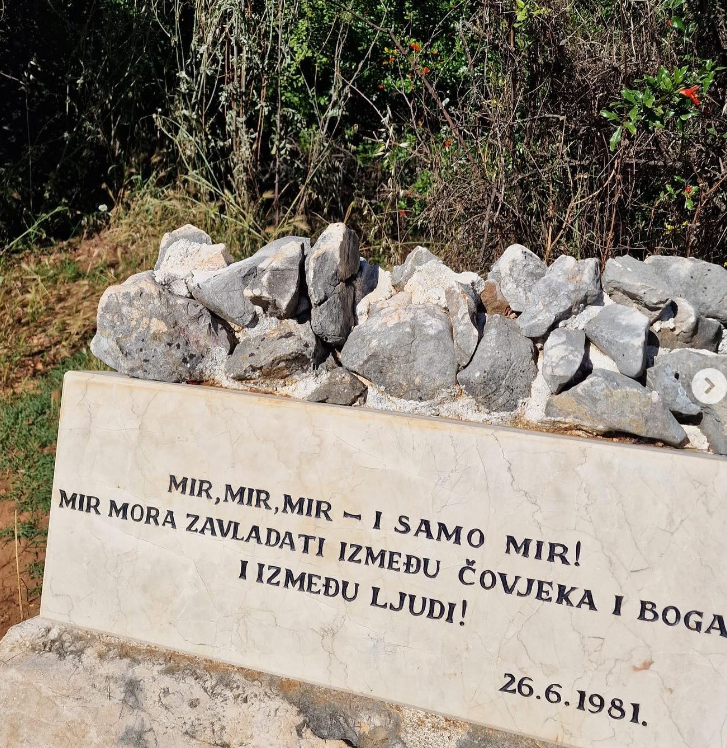 MIR, MIR, MIR – I SAMO MIR!
MIR MORA ZAVLADATI IZMEĐU ČOVJEKA I BOGA
I IZMEĐU LJUDI!
26.6.1981.